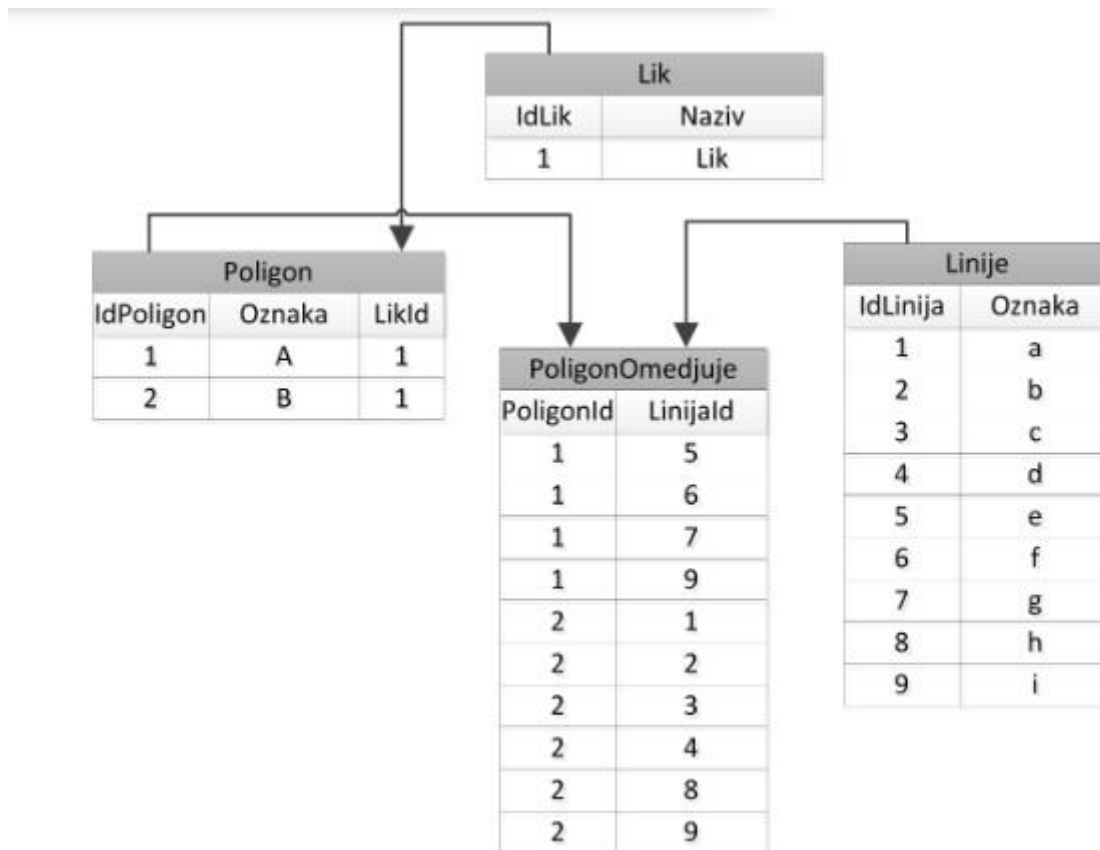 Lik
IdLik Naziv
1 Lik
Poligon
IdPoligon Oznaka LikId
1 A 1
2 B 1
PoligonOmedjuje
PoligonId LinijaId
1 5
1 6
1 7
1 9
2 1
2 2
2 3
2 4
2 8
2 9
Linije
IdLinija Oznaka
1 a
2 b
3 c
4 d
5 e
6 f
7 g
8 h
9 i